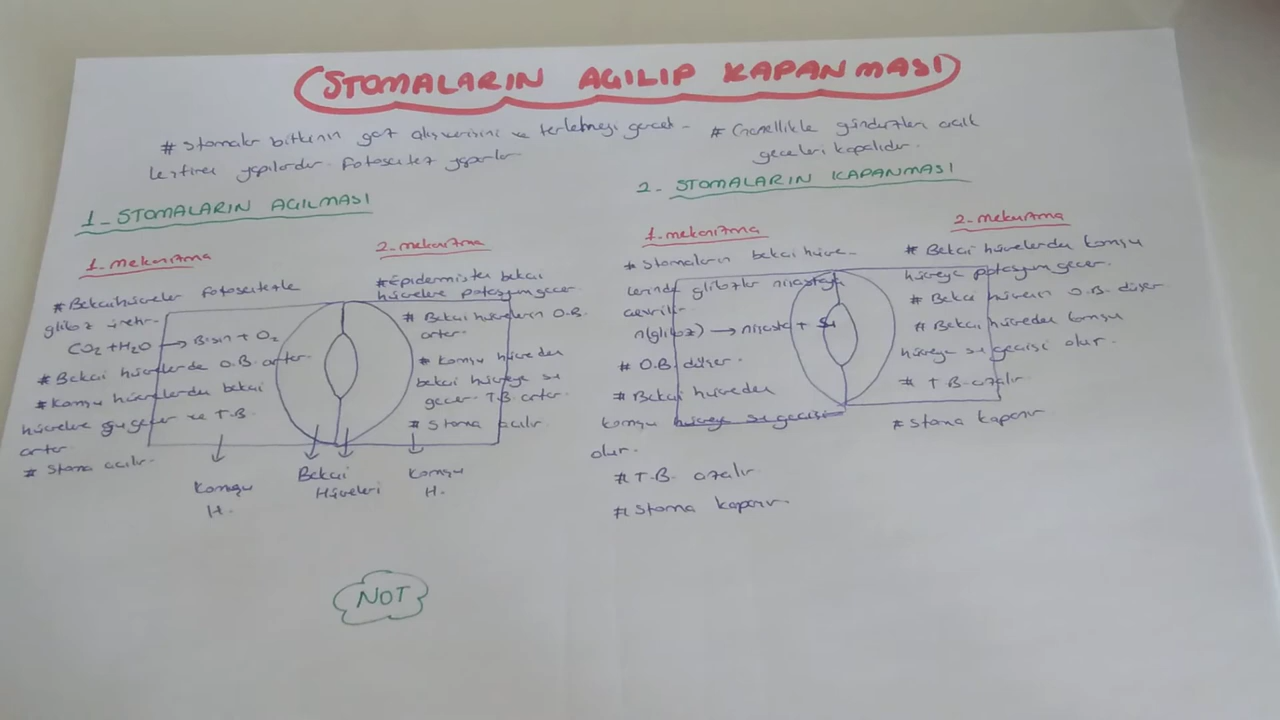 STOMALARIN AÇILIP KAPANMASI
# Stomalar bitkinin gaz alışverişini ve terlemeyi gerçek-
leştiren yapılardır. Fotosentez yaparlar.
# Genellikle gündüzleri açık
geceleri kapalıdır.
1- STOMALARIN AÇILMASI
1. mekanizma
# Bekçi hücreler fotosentezle
glikoz üretir.
CO2 + H2O → Besin + O2
# Bekçi hücrelerde O.B. artar.
# Komşu hücrelerden bekçi
hücrelere su geçer ve T.B.
artar
# Stoma açılır.
2- mekanizma
# Epidermisten bekçi
hücrelere potasyum geçer.
# Bekçi hücrelerin O.B.
artar.
# Komşu hücreden
bekçi hücreye su
geçer. T.B. artar.
# Stoma açılır.
Komşu
H.
Bekçi
Hücreleri
Komşu
H.
2- STOMALARIN KAPANMASI
1. mekanizma
# Stomaların bekçi hücre-
lerinde glikozlar nişastaya
çevrilir.
n(glikoz) → nişasta + Su
# O.B. düşer.
# Bekçi hücreden
komşu hücreye su geçişi
olur.
# T.B. azalır.
# Stoma kapanır.
2- mekanizma
# Bekçi hücrelerden komşu
hücreye potasyum geçer.
# Bekçi hücrenin O.B. düşer
# Bekçi hücreden komşu
hücreye su geçişi olur.
# T.B. azalır.
# Stoma kapanır.
NOT